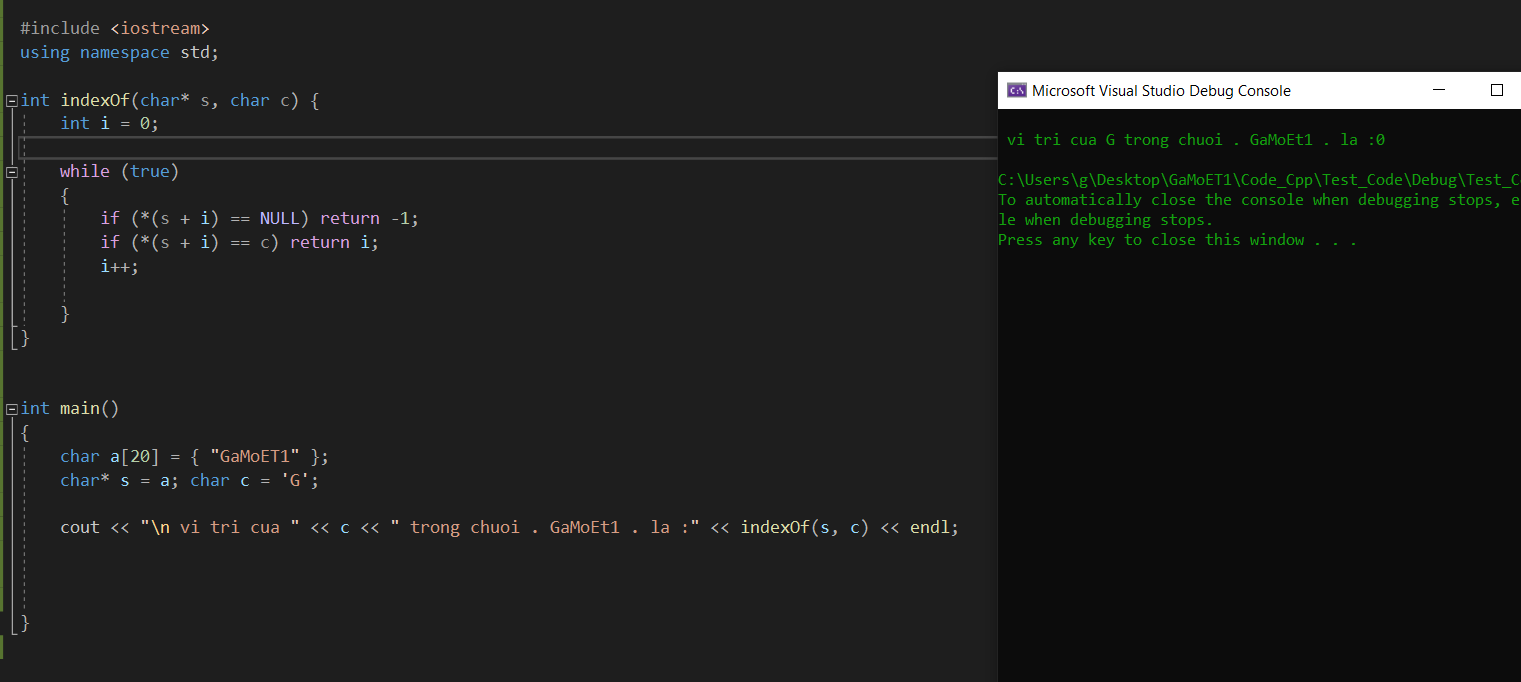 #include <iostream>
using namespace std;
int indexOf(char* s, char c) {
int i = 0;
while (true)
{
if (*(s + i) == NULL) return -1;
if (*(s + i) == c) return i;
i++;
}
}
int main()
{
char a[20] = { "GaMoET1" };
char* s = a; char c = 'G';
cout << "\n vi tri cua " << c << " trong chuoi . GaMoEt1 . la :" << indexOf(s, c) << endl;
}
C:\
Microsoft Visual Studio Debug Console
vi tri cua G trong chuoi . GaMoEt1 . la :0
C:\Users\g\Desktop\GaMoET1\Code_Cpp\Test_Code\Debug\Test_C
To automatically close the console when debugging stops, e
le when debugging stops.
Press any key to close this window . . .